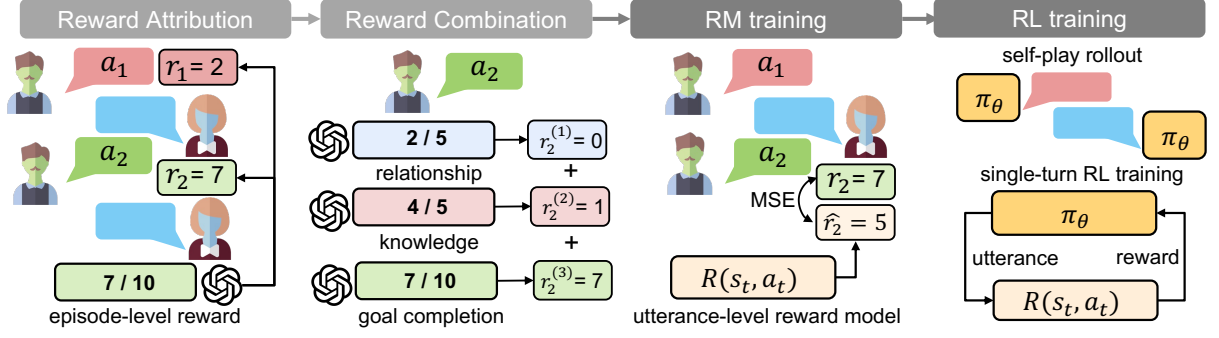 Reward Attribution
Reward Combination
RM training
RL training
a₁
r₁ = 2
a₂
r₂ = 7
7 / 10
episode-level reward
a₂
2 / 5
r₂⁽¹⁾ = 0
relationship
+
4 / 5
r₂⁽²⁾ = 1
knowledge
+
7 / 10
r₂⁽³⁾ = 7
goal completion
a₁
a₂
r₂ = 7
MSE
r̂₂ = 5
R(sₜ, aₜ)
utterance-level reward model
self-play rollout
π_θ
π_θ
single-turn RL training
π_θ
utterance
reward
R(sₜ, aₜ)